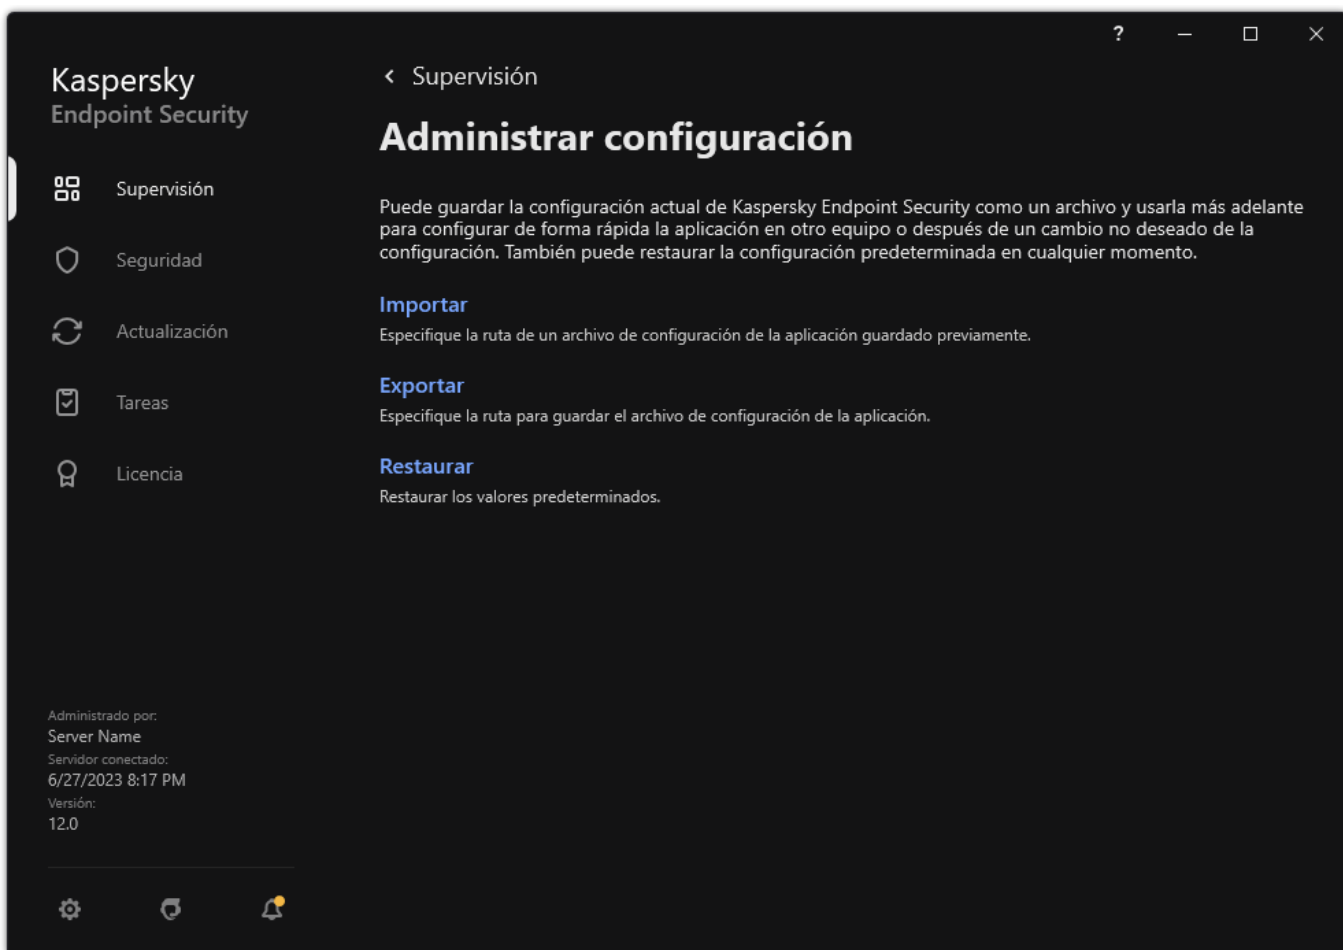 ?
Kaspersky
Endpoint Security
Supervisión
Seguridad
Actualización
Tareas
Licencia
Administrado por:
Server Name
Servidor conectado:
6/27/2023 8:17 PM
Versión:
12.0
Supervisión
Administrar configuración
Puede guardar la configuración actual de Kaspersky Endpoint Security como un archivo y usarla más adelante
para configurar de forma rápida la aplicación en otro equipo o después de un cambio no deseado de la
configuración. También puede restaurar la configuración predeterminada en cualquier momento.
Importar
Especifique la ruta de un archivo de configuración de la aplicación guardado previamente.
Exportar
Especifique la ruta para guardar el archivo de configuración de la aplicación.
Restaurar
Restaurar los valores predeterminados.